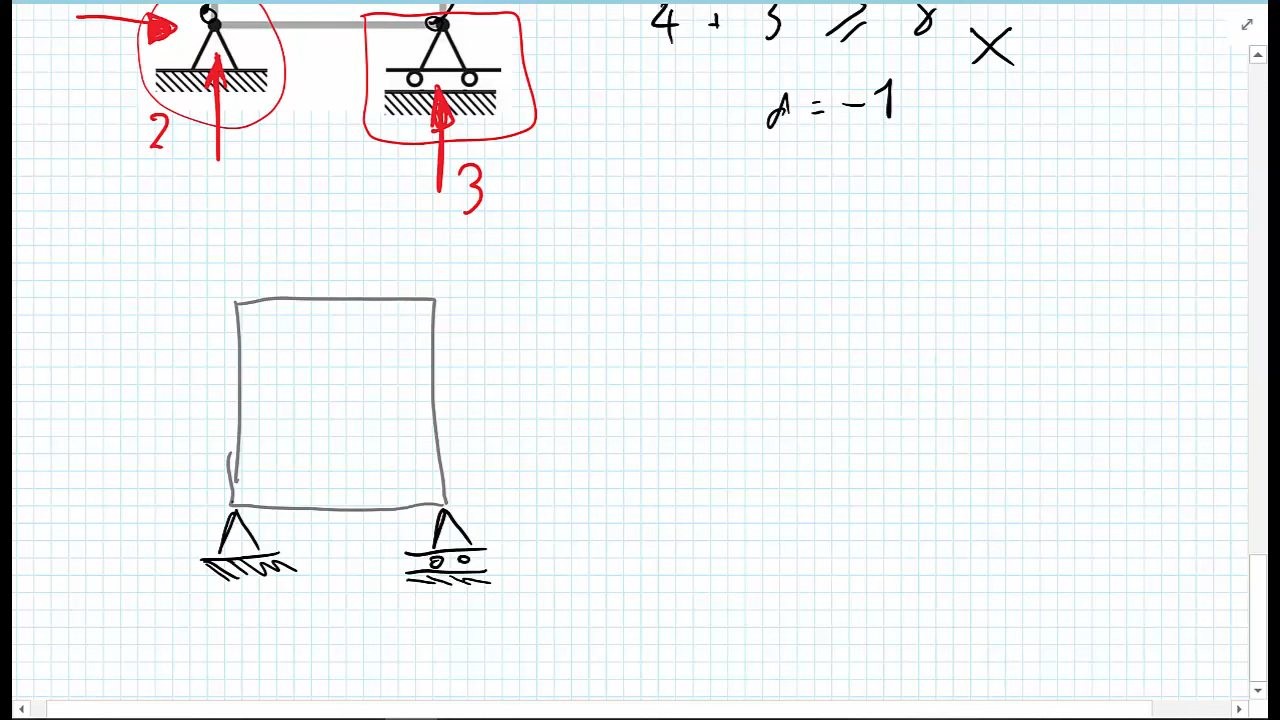 4 + 3 ⩾ 8 ×
= -1
2
3